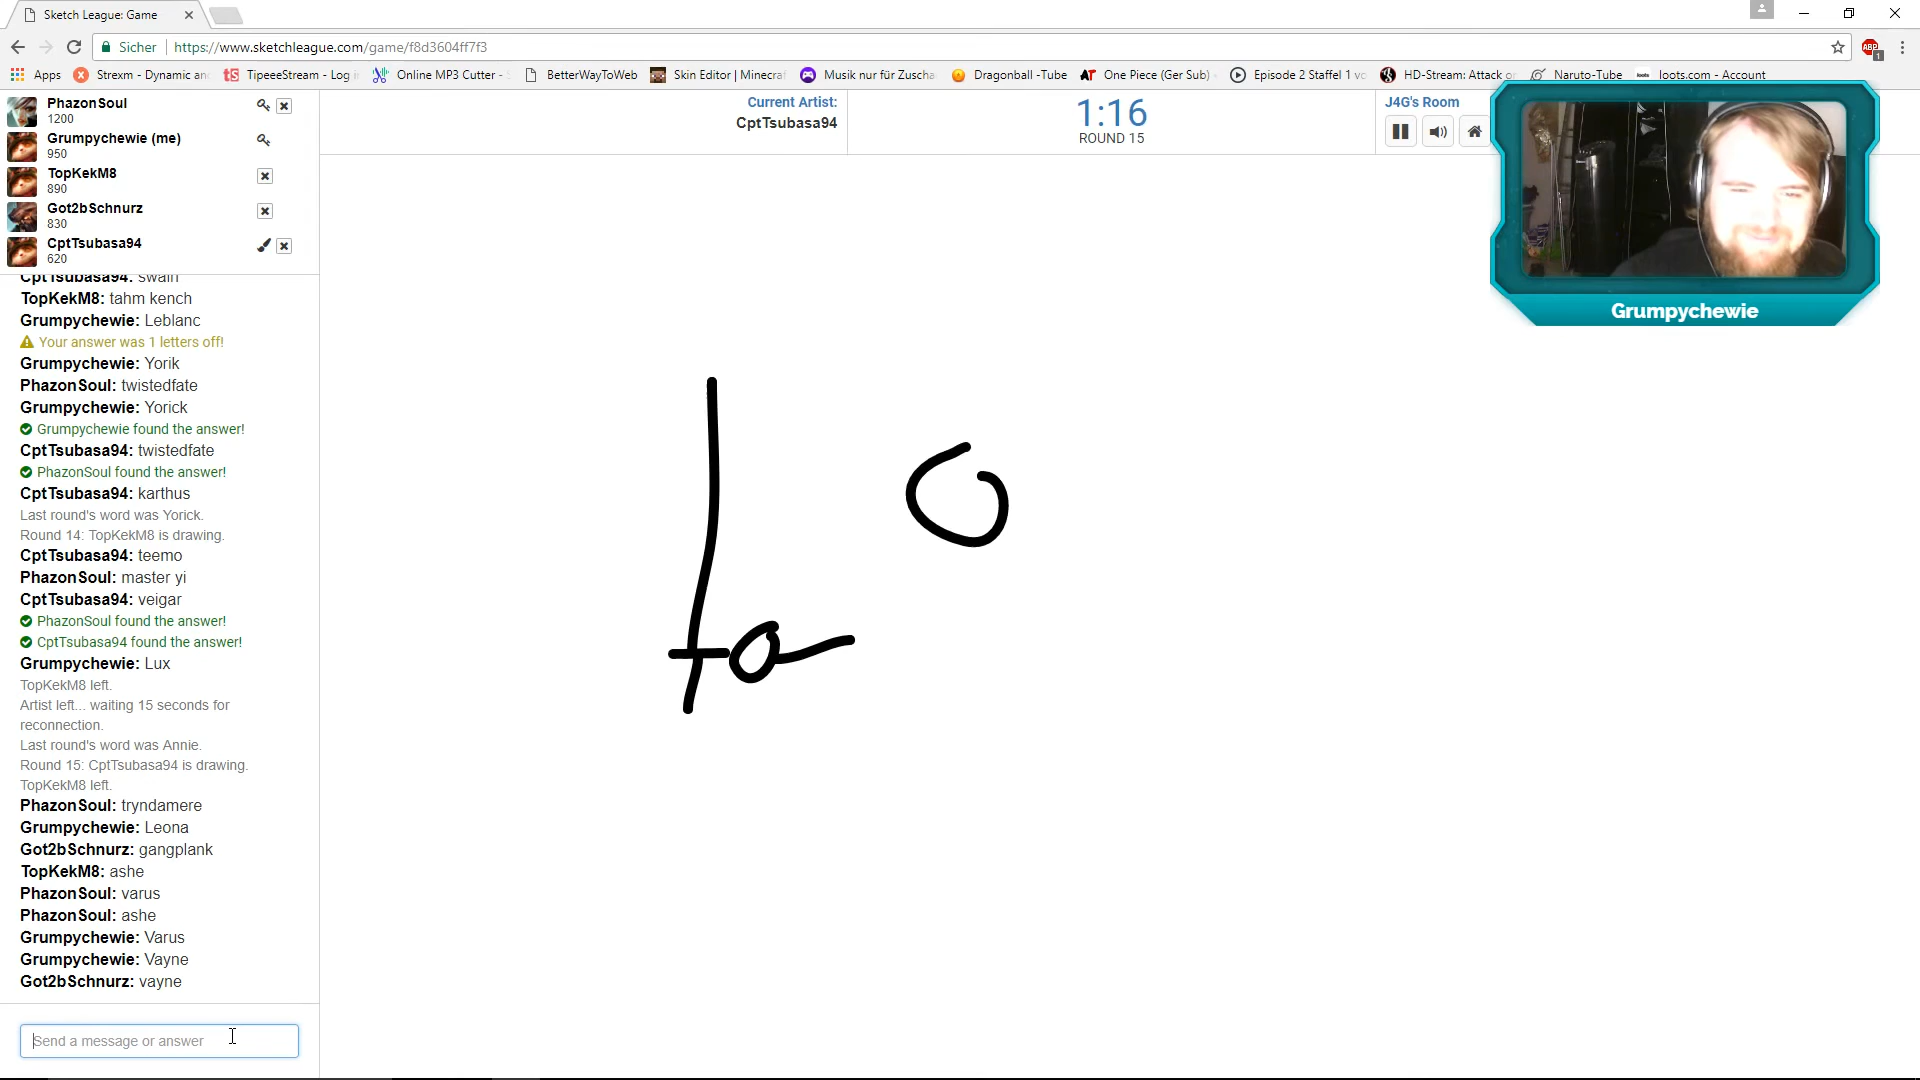 Sketch League: Game
Sicher https://www.sketchleague.com/game/f8d3604ff7f3
ABP 1
Apps Strexm - Dynamic an TipeeeStream - Log i Online MP3 Cutter - BetterWayToWeb Skin Editor | Minecra Musik nur für Zuscha Dragonball -Tube One Piece (Ger Sub) Episode 2 Staffel 1 vo HD-Stream: Attack o Naruto-Tube loots.com - Account
PhazonSoul
1200
Grumpychewie (me)
950
TopKekM8
890
Got2bSchnurz
830
CptTsubasa94
620
Current Artist:
CptTsubasa94
1:16
ROUND 15
J4G's Room
Grumpychewie
CptTsubasa94: swain
TopKekM8: tahm kench
Grumpychewie: Leblanc
Your answer was 1 letters off!
Grumpychewie: Yorik
PhazonSoul: twistedfate
Grumpychewie: Yorick
Grumpychewie found the answer!
CptTsubasa94: twistedfate
PhazonSoul found the answer!
CptTsubasa94: karthus
Last round's word was Yorick.
Round 14: TopKekM8 is drawing.
CptTsubasa94: teemo
PhazonSoul: master yi
CptTsubasa94: veigar
PhazonSoul found the answer!
CptTsubasa94 found the answer!
Grumpychewie: Lux
TopKekM8 left.
Artist left... waiting 15 seconds for
reconnection.
Last round's word was Annie.
Round 15: CptTsubasa94 is drawing.
TopKekM8 left.
PhazonSoul: tryndamere
Grumpychewie: Leona
Got2bSchnurz: gangplank
TopKekM8: ashe
PhazonSoul: varus
PhazonSoul: ashe
Grumpychewie: Varus
Grumpychewie: Vayne
Got2bSchnurz: vayne
Send a message or answer